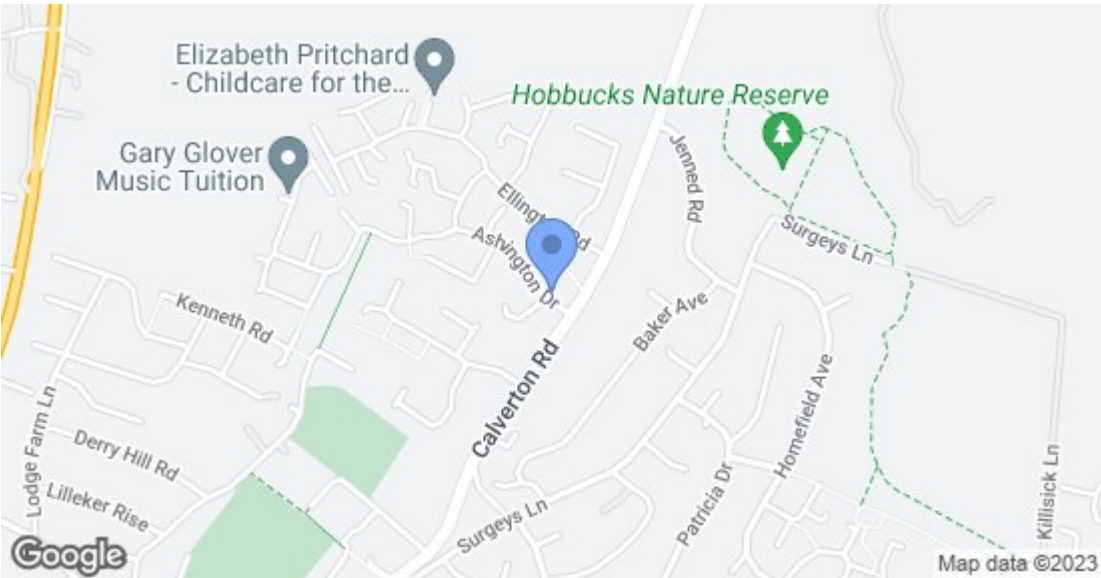 Elizabeth Pritchard
- Childcare for the...
Hobbucks Nature Reserve
Gary Glover
Music Tuition
Jenned Rd
Ellington Rd
Ashington Dr
Surgeys Ln
Kenneth Rd
Baker Ave
Calverton Rd
Homefield Ave
Lodge Farm Ln
Derry Hill Rd
Lilleker Rise
Surgeys Ln
Patricia Dr
Killisick Ln
Google
Map data ©2023